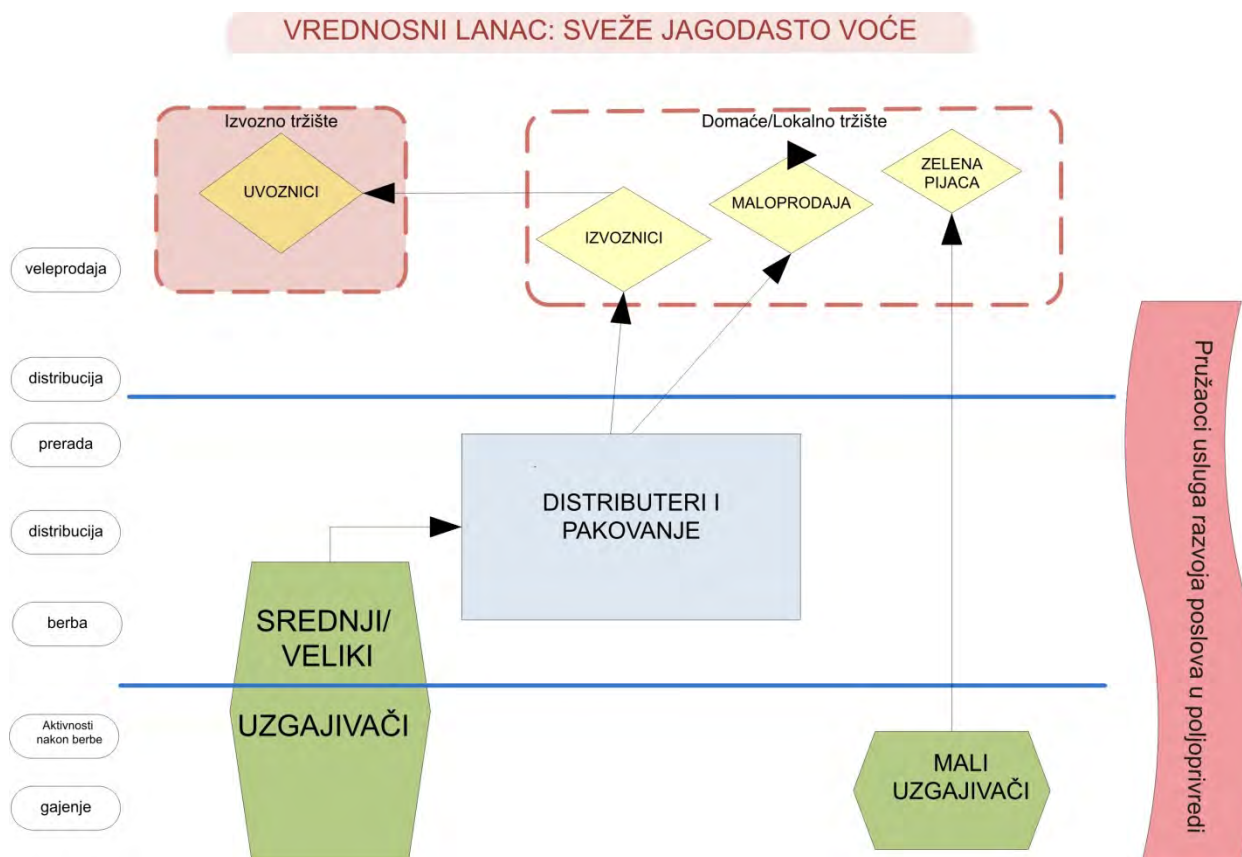 VREDNOSNI LANAC: SVEŽE JAGODASTO VOĆE
Izvozno tržište
Domaće/Lokalno tržište
UVOZNICI
IZVOZNICI
MALOPRODAJA
ZELENA
PIJACA
veleprodaja
distribucija
prerada
distribucija
berba
Aktivnosti
nakon berbe
gajenje
DISTRIBUTERI I
PAKOVANJE
SREDNJI/
VELIKI
UZGAJIVAČI
MALI
UZGAJIVAČI
Pružaoci usluga razvoja poslova u poljoprivredi